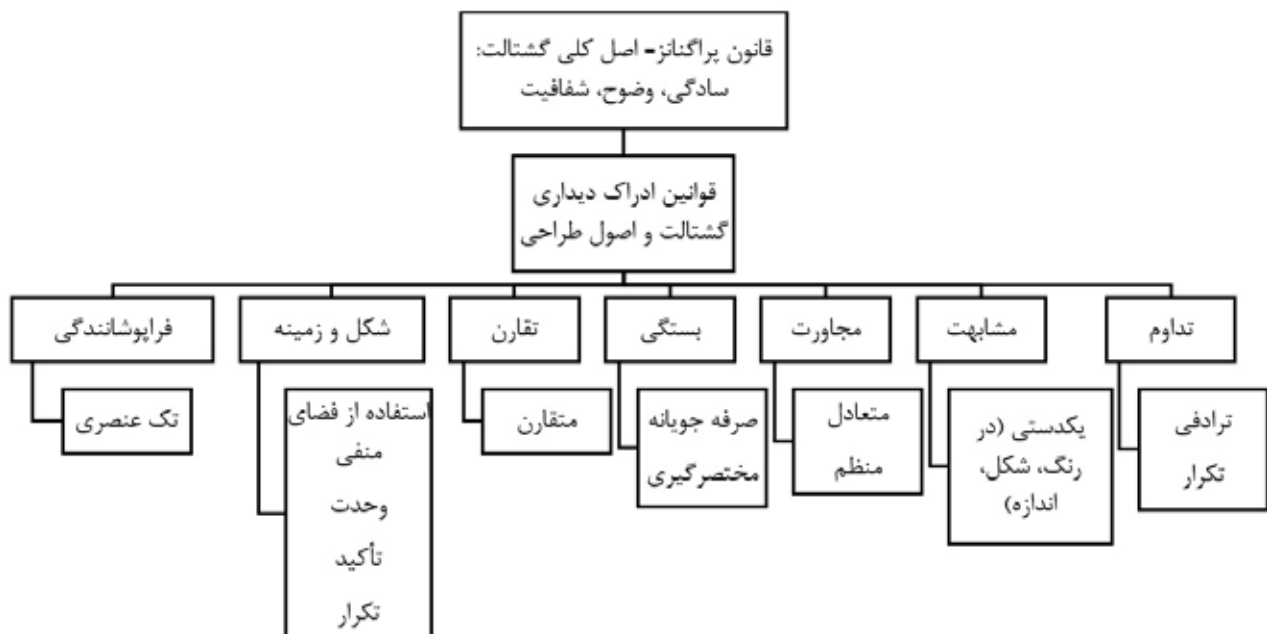 قانون پراگنانز- اصل کلی گشتالت:
سادگی، وضوح، شفافیت
قوانین ادراک دیداری
گشتالت و اصول طراحی
تداوم
مشابهت
مجاورت
بستگی
تقارن
شکل و زمینه
فراپوشانندگی
ترادفی
تکرار
یکدستی (در
رنگ، شکل،
اندازه)
متعادل
منظم
صرفه جویانه
مختصرگیری
متقارن
استفاده از فضای
منفی
وحدت
تأکید
تکرار
تک عنصری